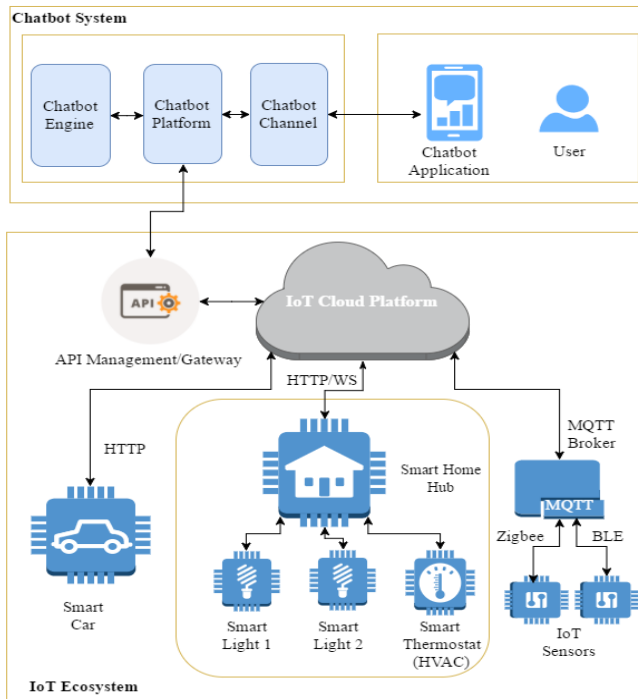 Chatbot System
Chatbot
Engine
Chatbot
Platform
Chatbot
Channel
Chatbot
Application
User
API
IoT Cloud Platform
API Management/Gateway
HTTP/WS
HTTP
MQTT
Broker
Smart Home
Hub
MQTT
Zigbee
BLE
Smart
Car
Smart
Light 1
Smart
Light 2
Smart
Thermostat
(HVAC)
IoT
Sensors
IoT Ecosystem